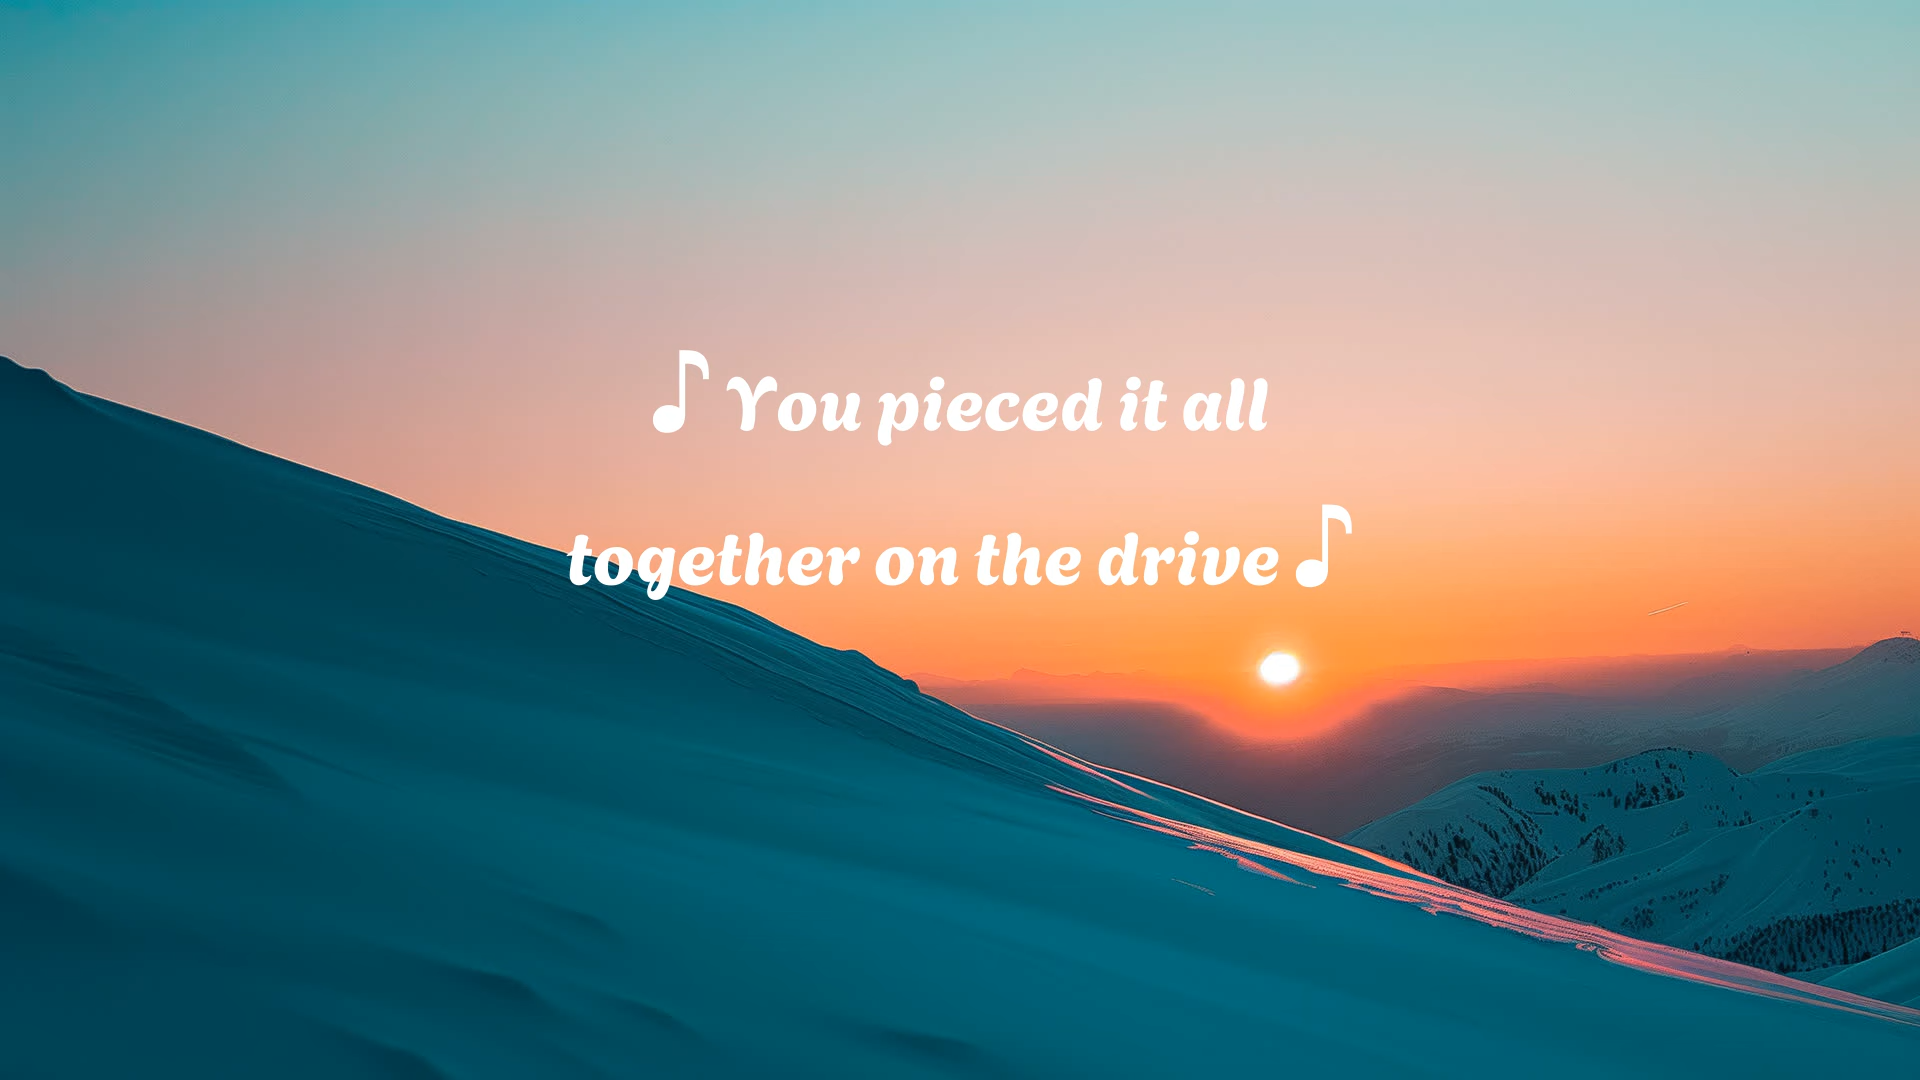 ♪ You pieced it all
together on the drive ♪